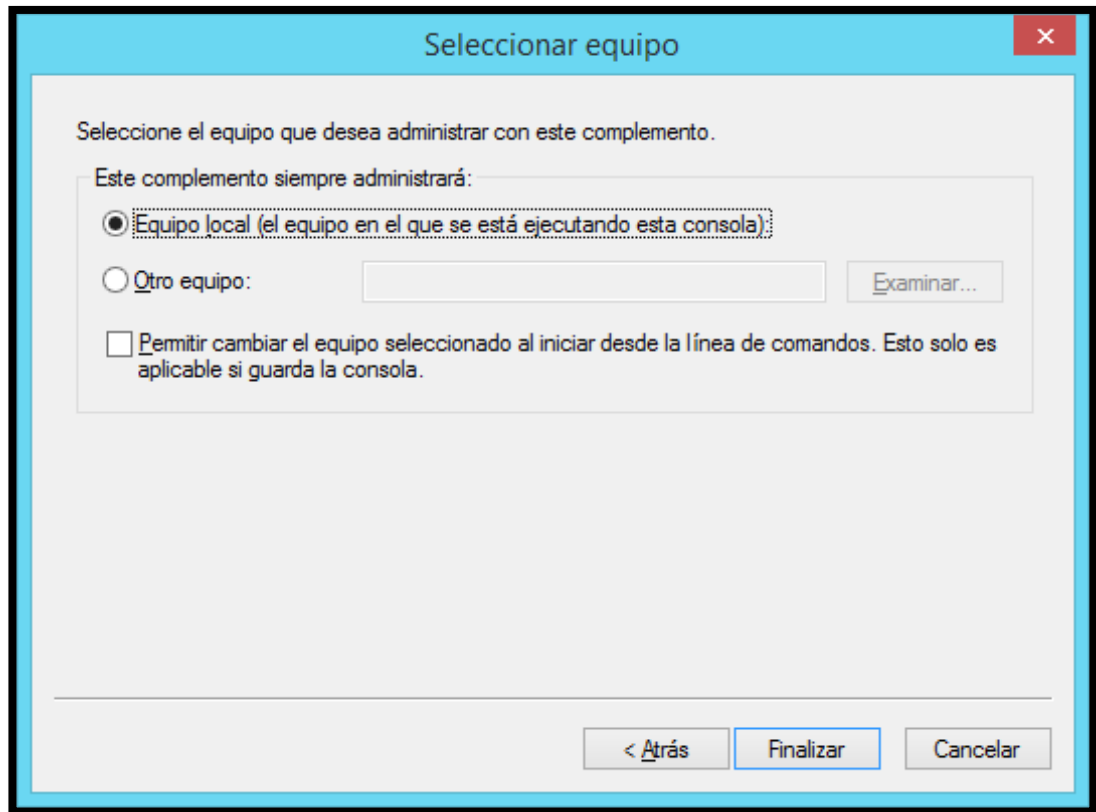 Seleccionar equipo
Seleccione el equipo que desea administrar con este complemento.
Este complemento siempre administrará:
Equipo local (el equipo en el que se está ejecutando esta consola):
Otro equipo:
Examinar...
Permitir cambiar el equipo seleccionado al iniciar desde la línea de comandos. Esto solo es
aplicable si guarda la consola.
< Atrás
Finalizar
Cancelar